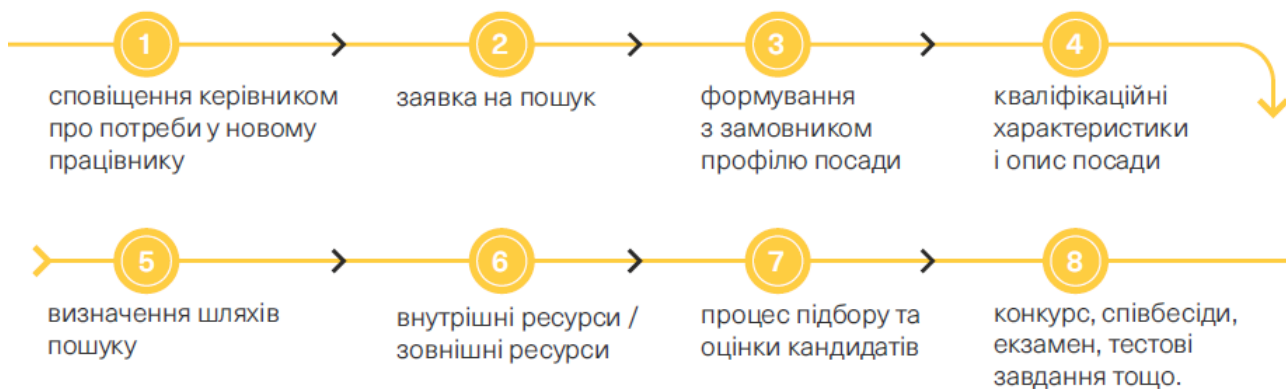 1
сповіщення керівником
про потреби у новому
працівнику
2
заявка на пошук
3
формування
з замовником
профілю посади
4
кваліфікаційні
характеристики
і опис посади
5
визначення шляхів
пошуку
6
внутрішні ресурси /
зовнішні ресурси
7
процес підбору та
оцінки кандидатів
8
конкурс, співбесіди,
екзамен, тестові
завдання тощо.